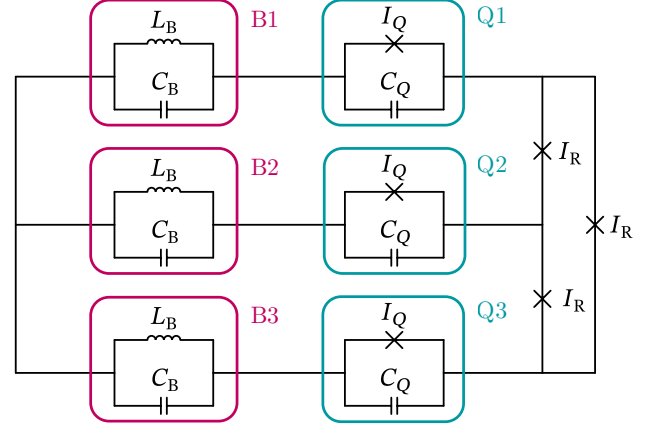 L_B B1 I_Q Q1
C_B C_Q
I_R
L_B B2 I_Q Q2
C_B C_Q I_R
I_R
L_B B3 I_Q Q3
C_B C_Q